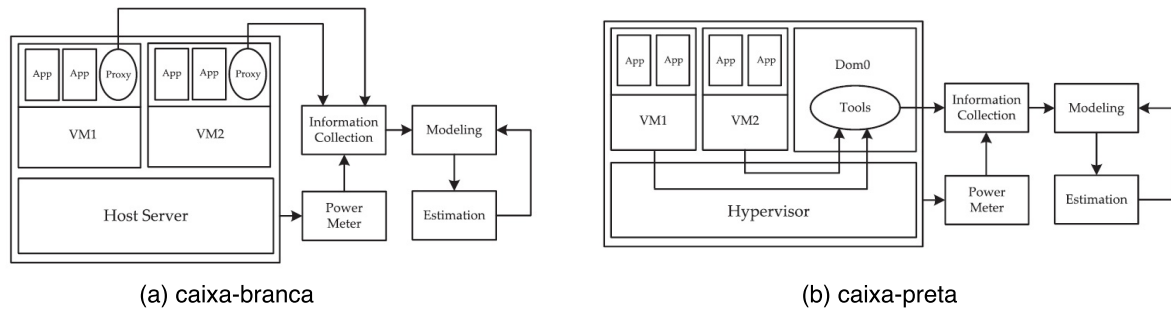 App App Proxy
App App Proxy
VM1
VM2
Host Server
Information
Collection
Modeling
Power
Meter
Estimation
(a) caixa-branca
App App
App App
Dom0
Tools
VM1
VM2
Hypervisor
Information
Collection
Modeling
Power
Meter
Estimation
(b) caixa-preta